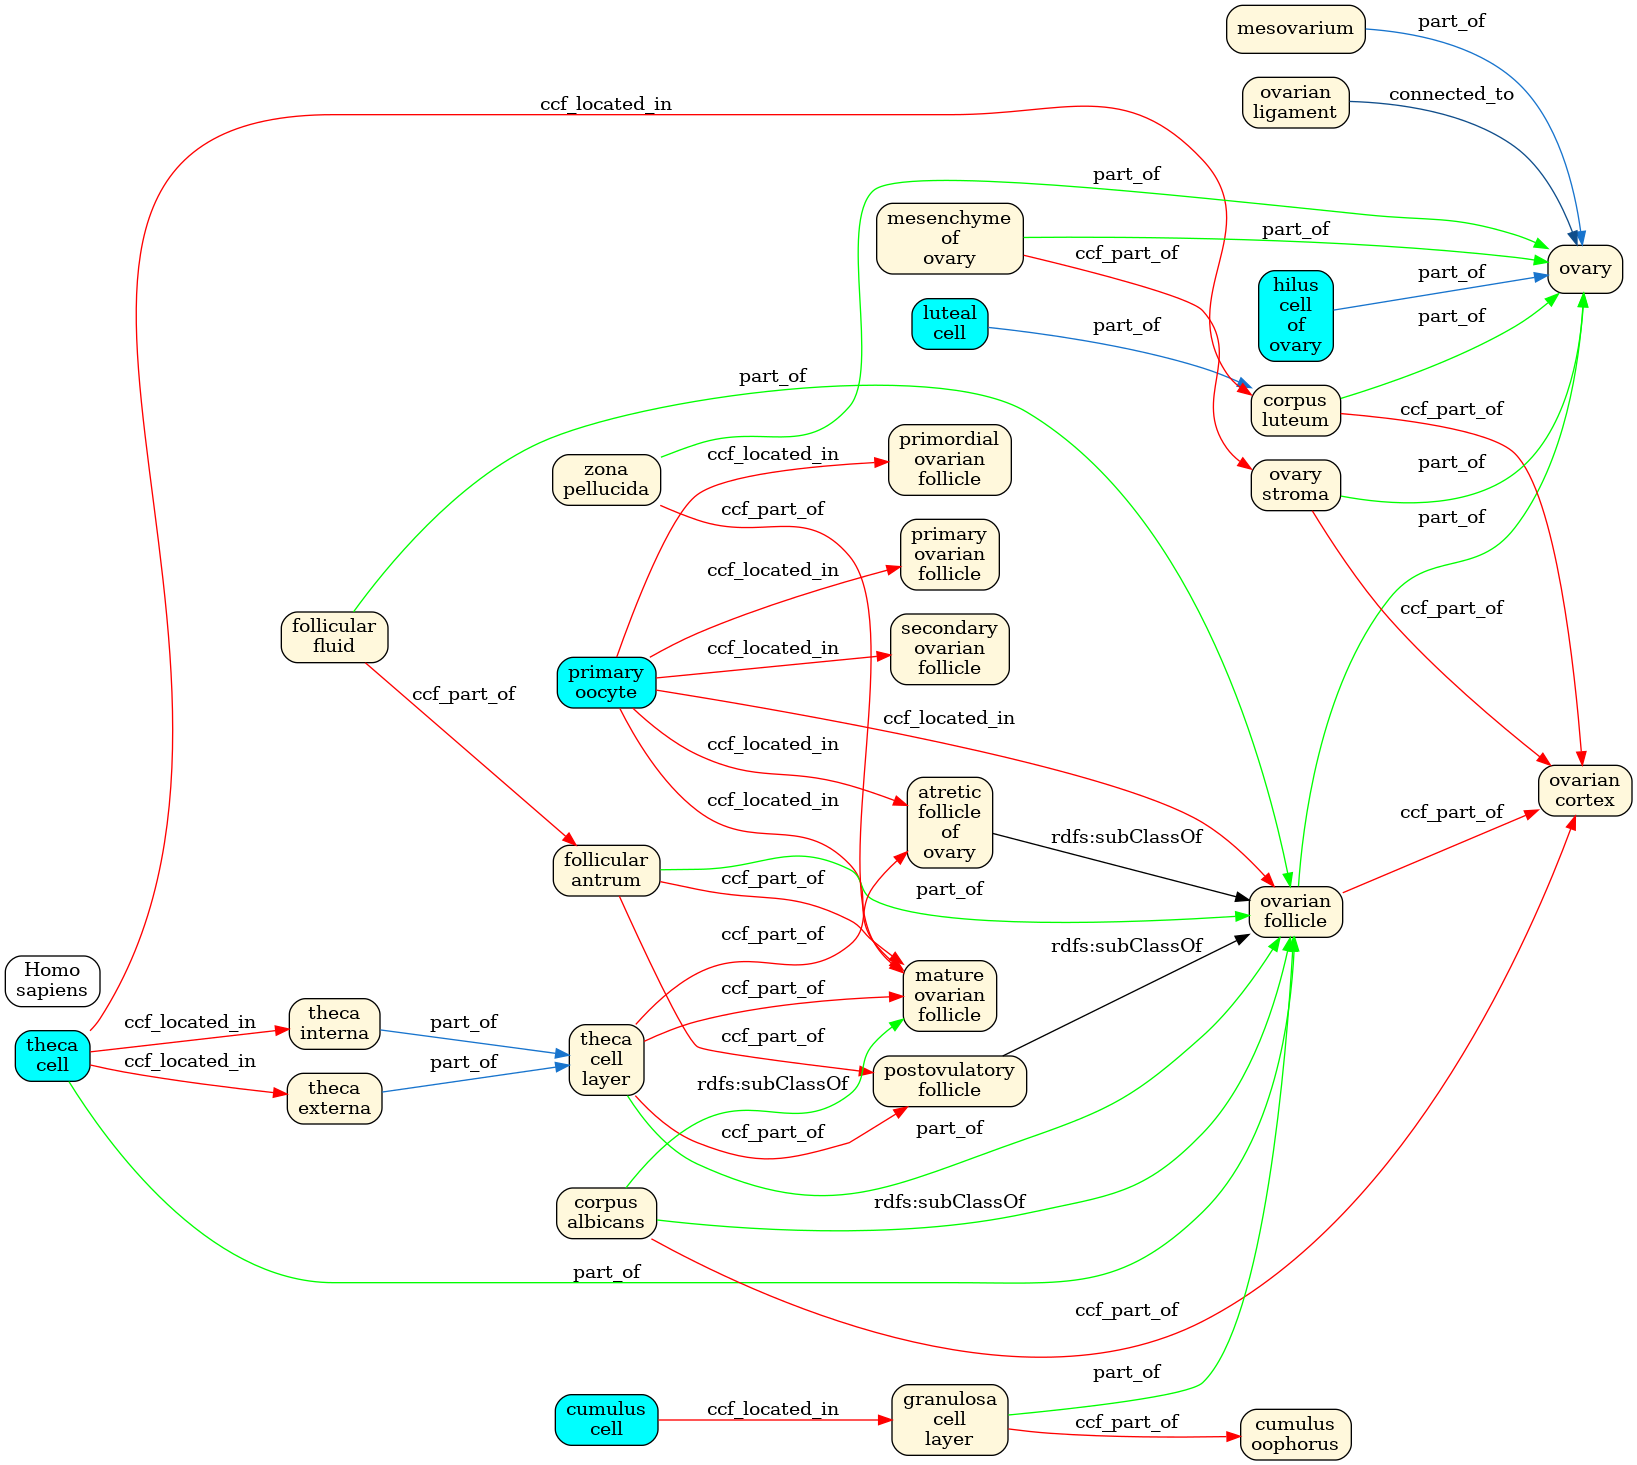 mesovarium
part_of
ovarian
ligament
connected_to
ccf_located_in
part_of
mesenchyme
of
ovary
part_of
ccf_part_of
ovary
hilus
cell
of
ovary
part_of
luteal
cell
part_of
part_of
corpus
luteum
ccf_part_of
part_of
zona
pellucida
ccf_part_of
primordial
ovarian
follicle
ccf_located_in
ovary
stroma
part_of
ccf_part_of
part_of
primary
ovarian
follicle
ccf_located_in
secondary
ovarian
follicle
ccf_located_in
follicular
fluid
ccf_part_of
primary
oocyte
ccf_located_in
ccf_located_in
ccf_located_in
atretic
follicle
of
ovary
rdfs:subClassOf
ovarian
cortex
ccf_part_of
follicular
antrum
ccf_part_of
part_of
ovarian
follicle
ccf_part_of
rdfs:subClassOf
mature
ovarian
follicle
ccf_part_of
ccf_part_of
Homo
sapiens
theca
cell
ccf_located_in
ccf_located_in
theca
interna
part_of
theca
externa
part_of
theca
cell
layer
rdfs:subClassOf
postovulatory
follicle
ccf_part_of
part_of
corpus
albicans
rdfs:subClassOf
part_of
ccf_part_of
cumulus
cell
ccf_located_in
granulosa
cell
layer
part_of
ccf_part_of
cumulus
oophorus